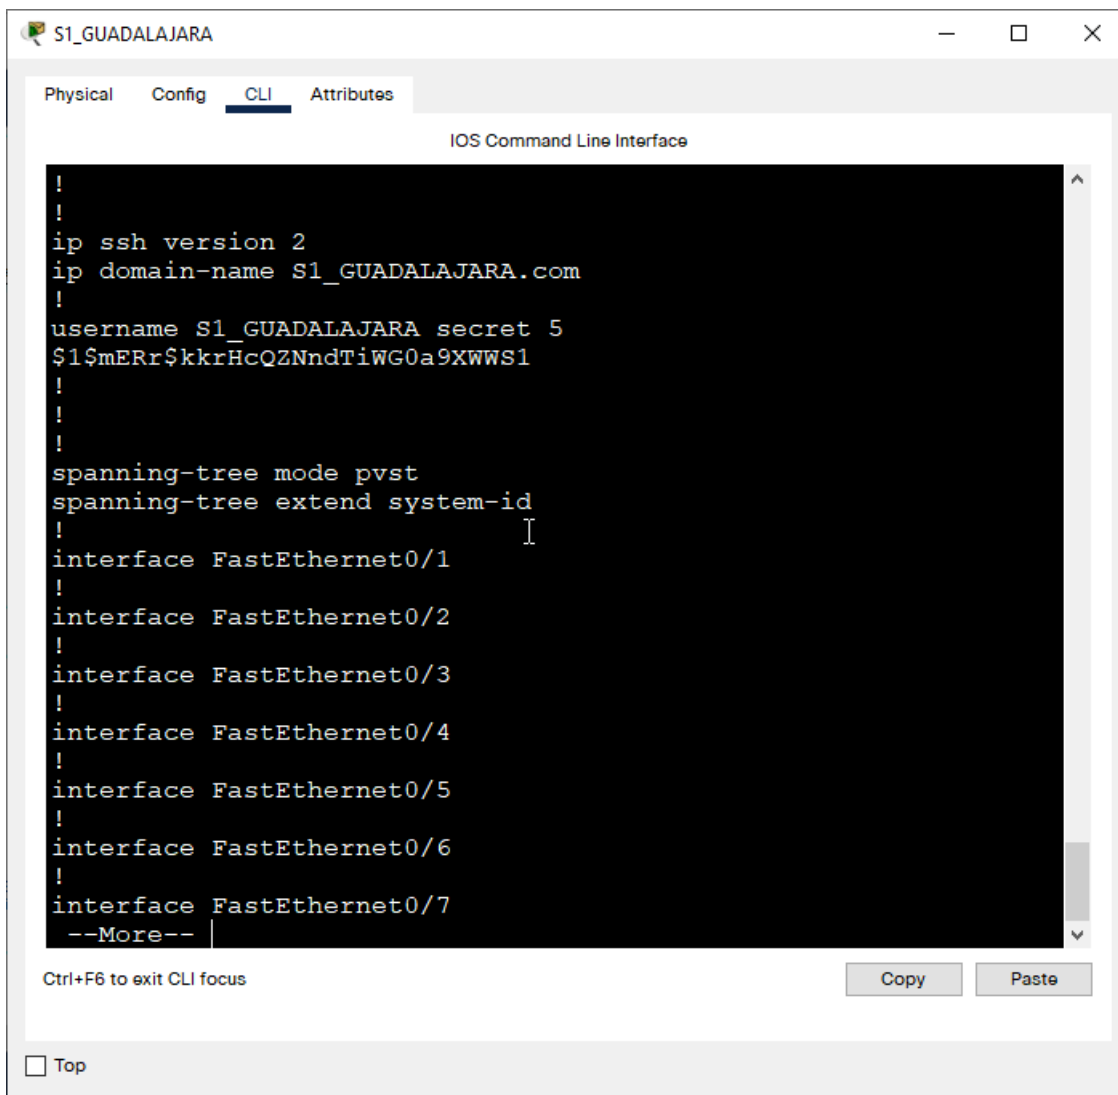 S1_GUADALAJARA
Physical Config CLI Attributes
IOS Command Line Interface
!
!
ip ssh version 2
ip domain-name S1_GUADALAJARA.com
!
username S1_GUADALAJARA secret 5
$1$mERr$kkrHcQZNndTiWG0a9XWWS1
!
!
!
spanning-tree mode pvst
spanning-tree extend system-id
!
interface FastEthernet0/1
!
interface FastEthernet0/2
!
interface FastEthernet0/3
!
interface FastEthernet0/4
!
interface FastEthernet0/5
!
interface FastEthernet0/6
!
interface FastEthernet0/7
--More--
Ctrl+F6 to exit CLI focus
Copy Paste
Top